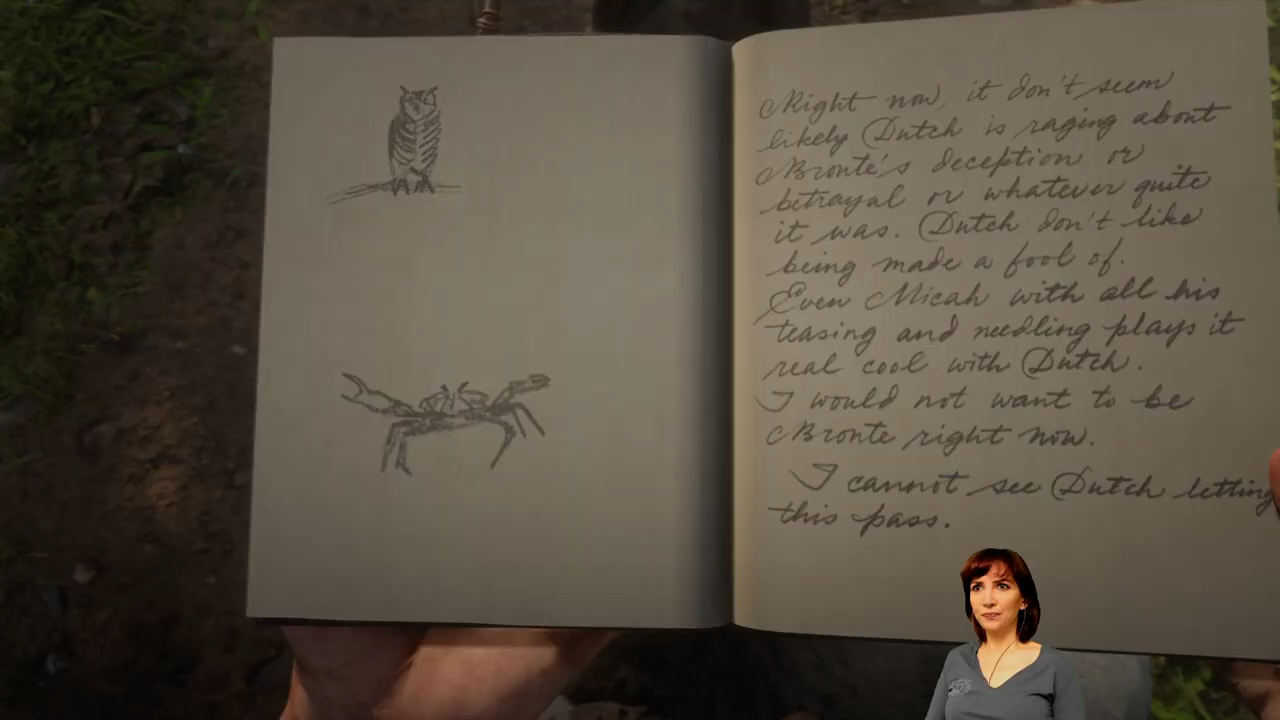 Right now, it don't seem
likely Dutch is raging about
Bronte's deception or
betrayal or whatever quite
it was. Dutch don't like
being made a fool of.
Even Micah with all his
teasing and needling plays it
real cool with Dutch.
I would not want to be
Bronte right now.
I cannot see Dutch letting
this pass.